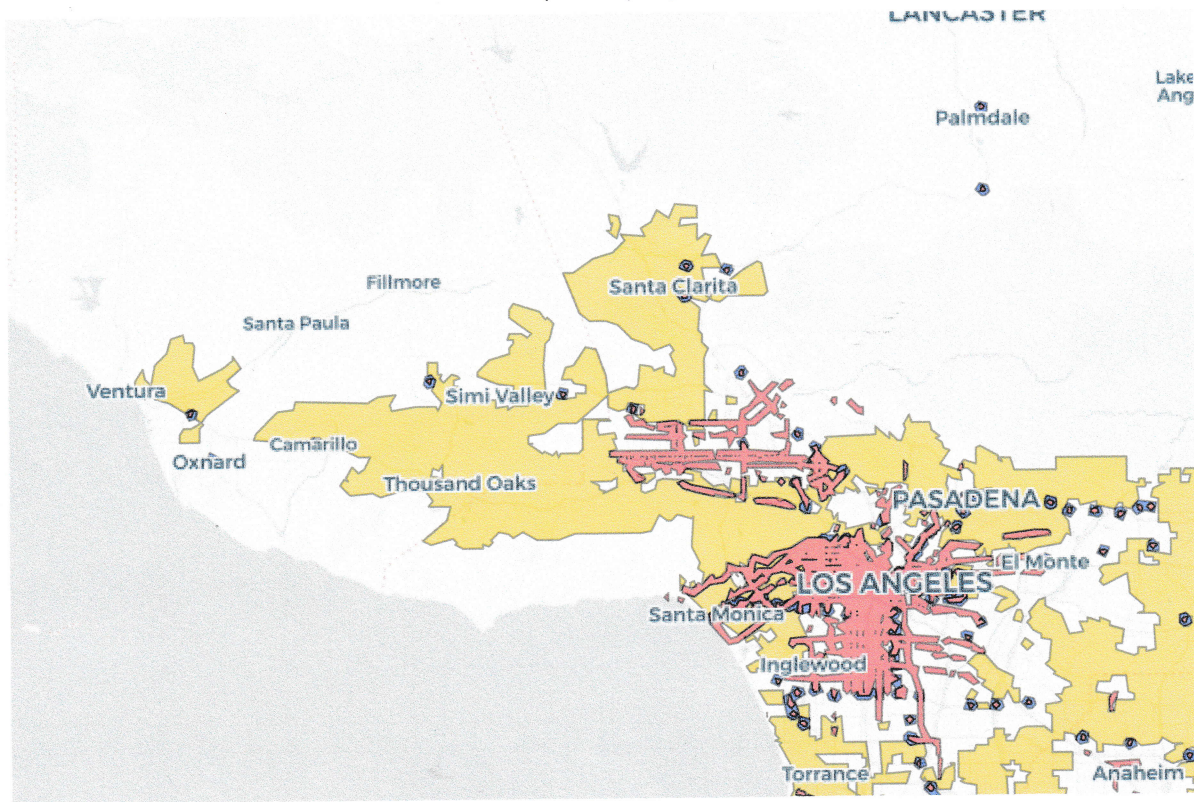 LANCASTER
Lake
Ang
Palmdale
Fillmore
Santa Clarita
Santa Paula
Ventura
Simi Valley
Camarillo
Oxnard
Thousand Oaks
PASADENA
El Monte
LOS ANGELES
Santa Monica
Inglewood
Torrance
Anaheim